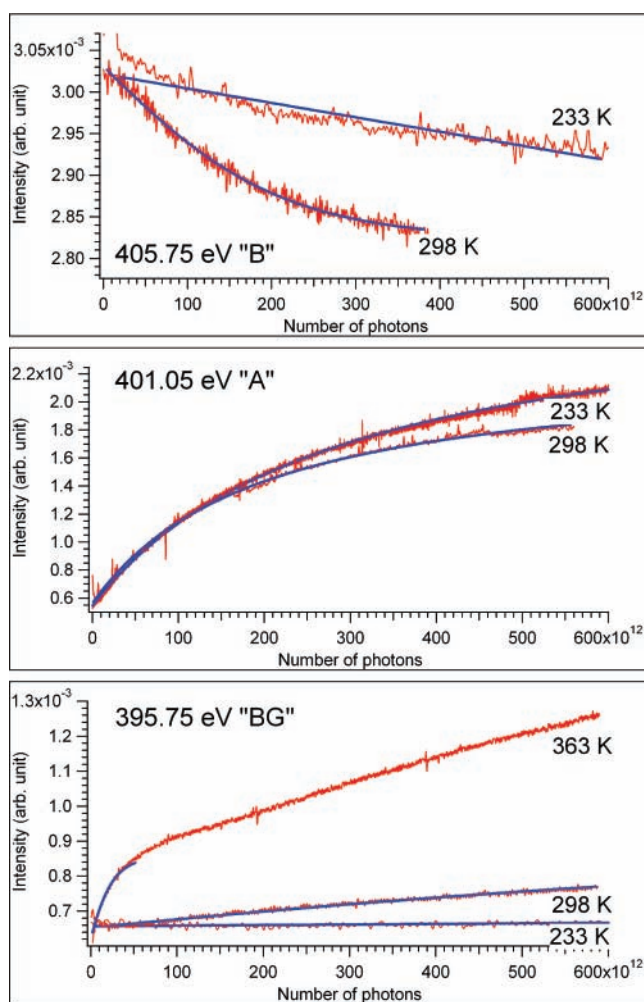 3.05x10⁻³
3.00
2.95
2.90
2.85
2.80
Intensity (arb. unit)
233 K
298 K
405.75 eV "B"
0 100 200 300 400 500 600x10¹²
Number of photons
2.2x10⁻³
2.0
1.8
1.6
1.4
1.2
1.0
0.8
0.6
Intensity (arb. unit)
401.05 eV "A"
233 K
298 K
0 100 200 300 400 500 600x10¹²
Number of photons
1.3x10⁻³
1.2
1.1
1.0
0.9
0.8
0.7
Intensity (arb. unit)
395.75 eV "BG"
363 K
298 K
233 K
0 100 200 300 400 500 600x10¹²
Number of photons